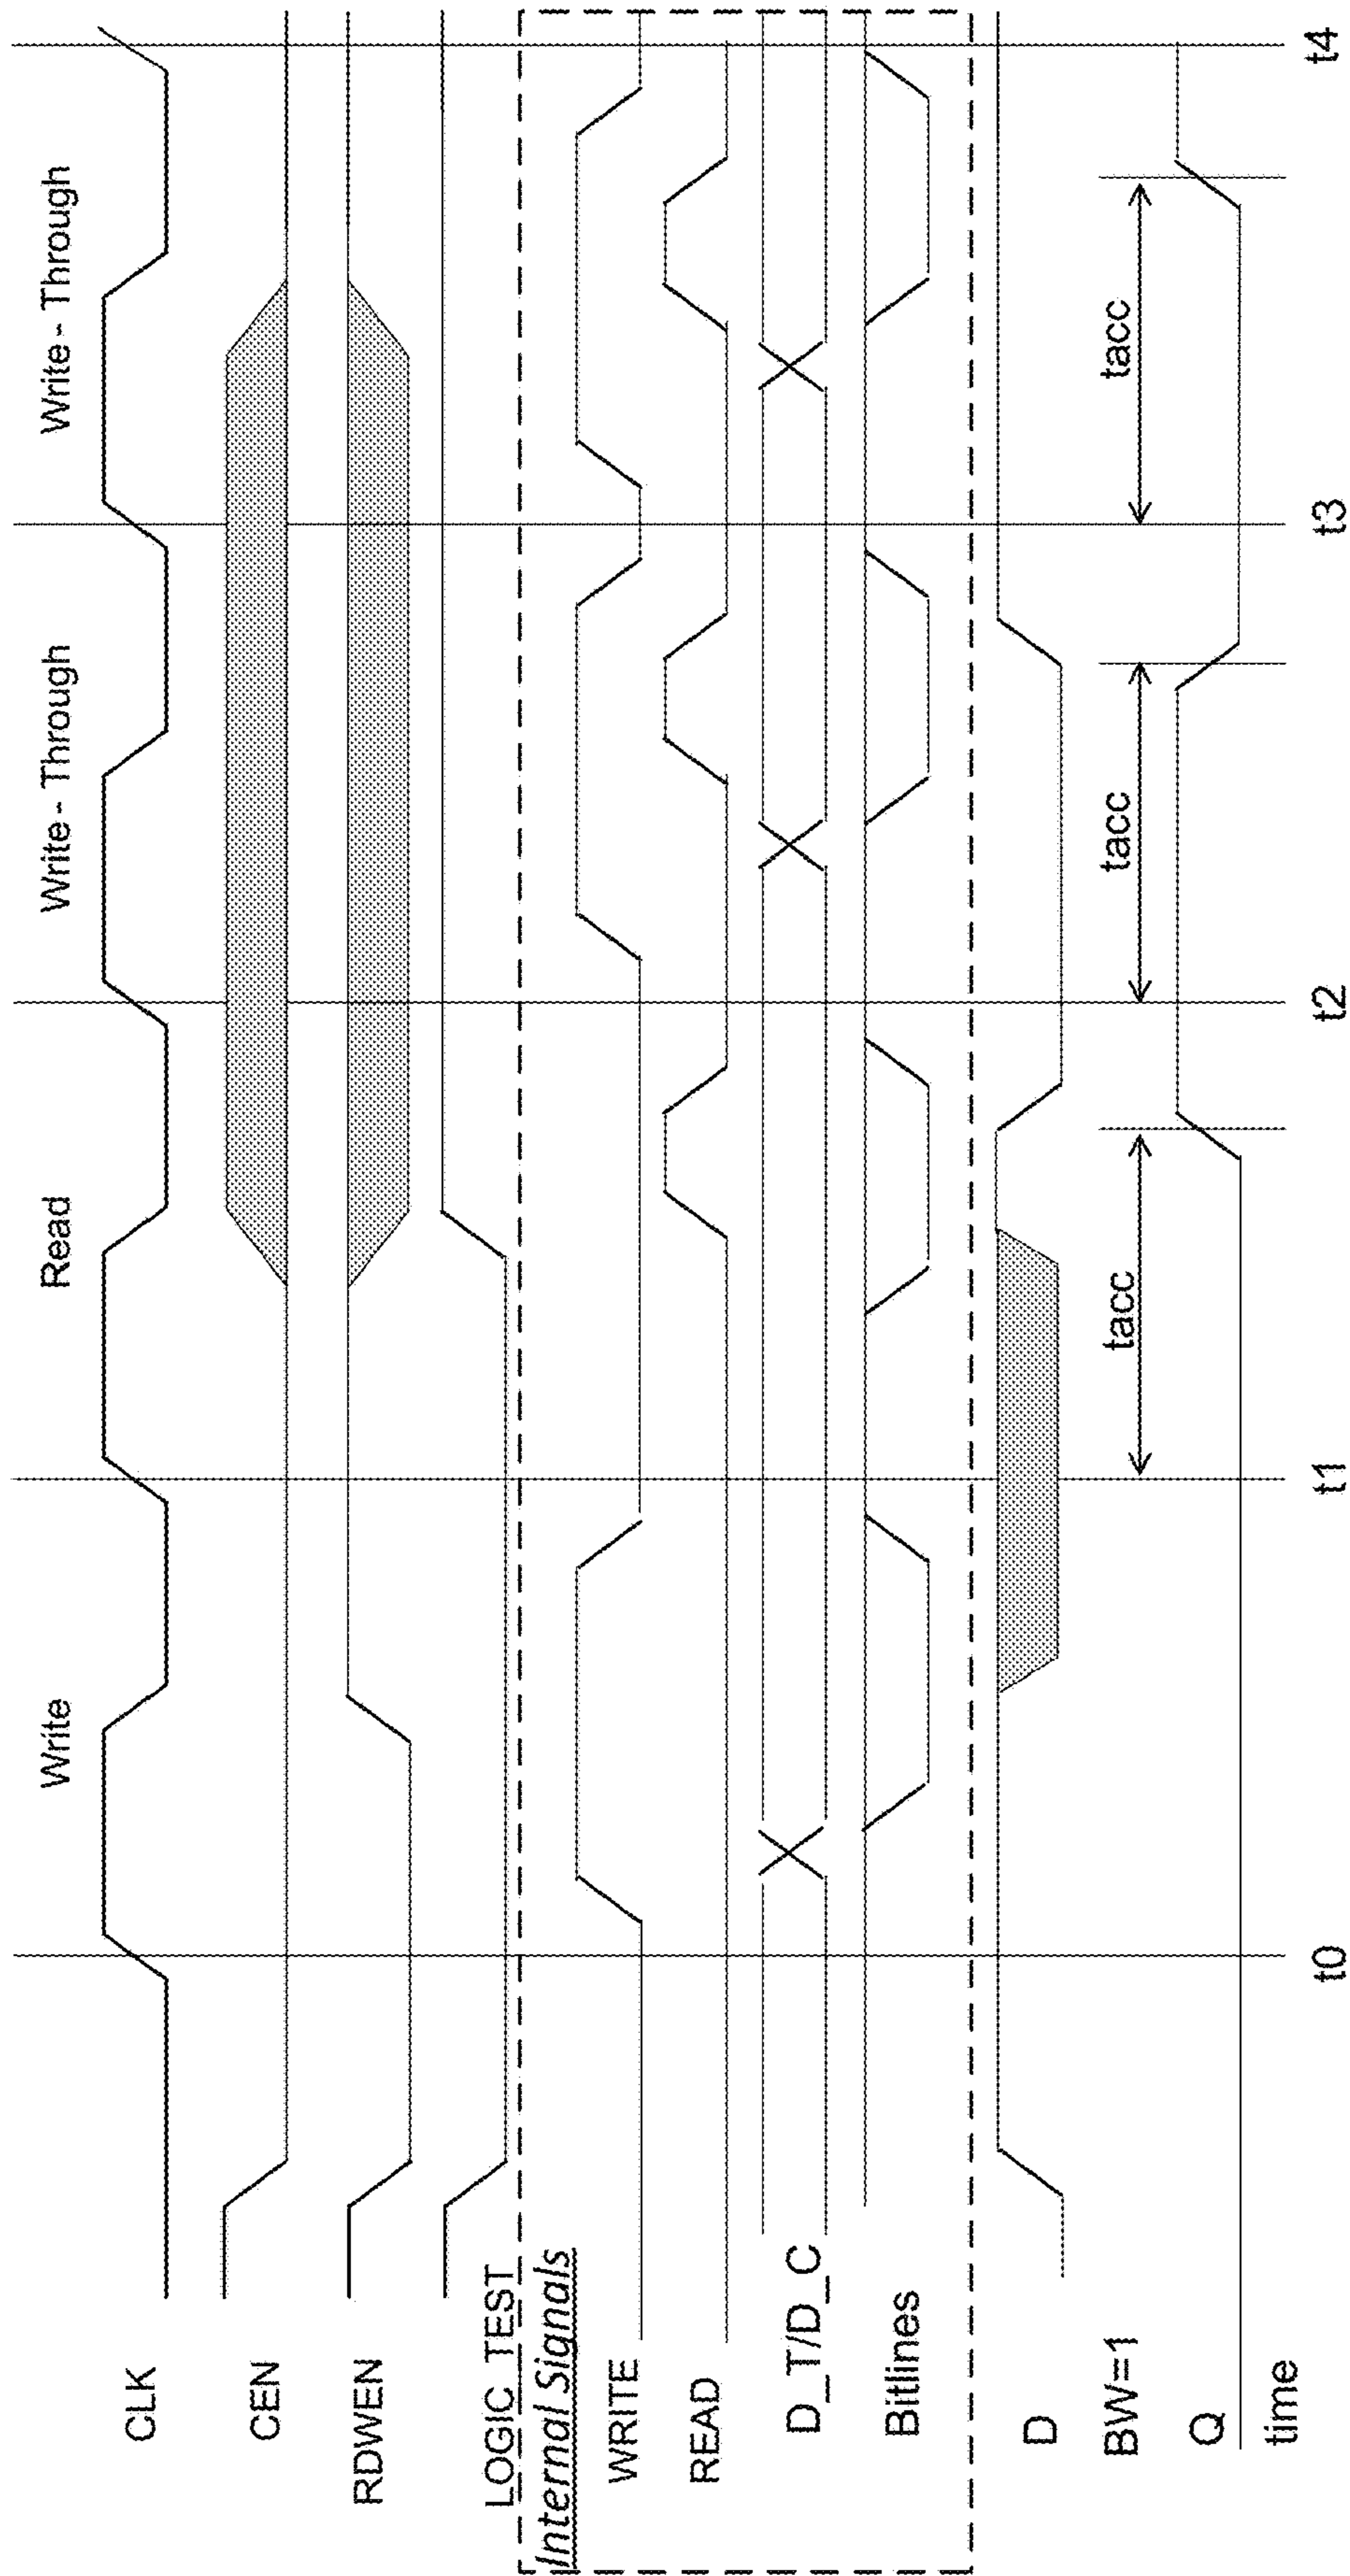 Write
Read
Write - Through
Write - Through
CLK
CEN
RDWEN
LOGIC_TEST
Internal Signals
WRITE
READ
D_T/D_C
Bitlines
D
BW=1
tacc
tacc
tacc
Q
time
t0
t1
t2
t3
t4